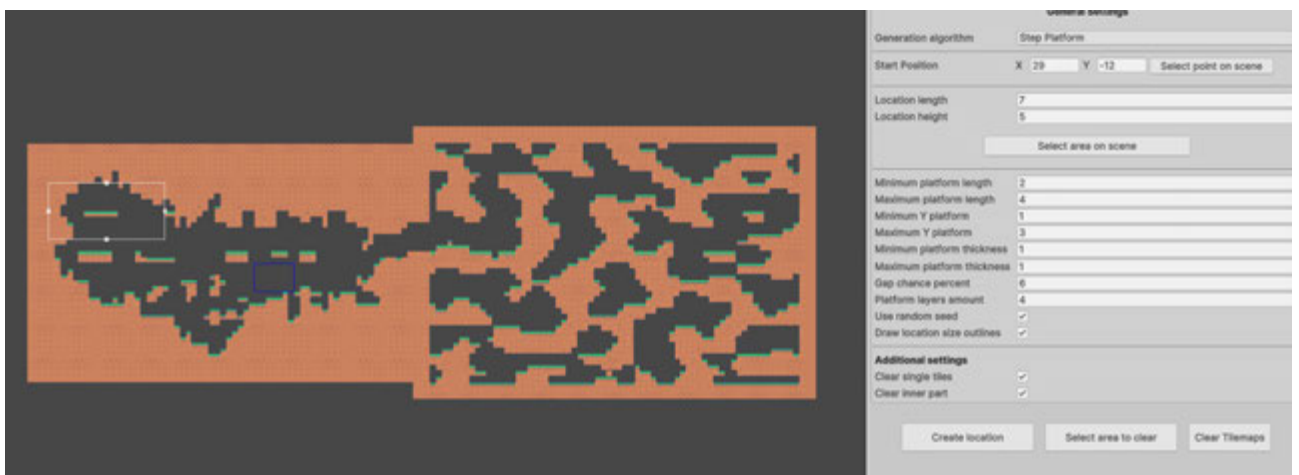 General settings
Generation algorithm Step Platform
Start Position X 29 Y -12 Select point on scene
Location length 7
Location height 5
Select area on scene
Minimum platform length 2
Maximum platform length 4
Minimum Y platform 1
Maximum Y platform 3
Minimum platform thickness 1
Maximum platform thickness 1
Gap chance percent 6
Platform layers amount 4
Use random seed
Draw location size outlines
Additional settings
Clear single tiles
Clear inner part
Create location Select area to clear Clear Tilemaps